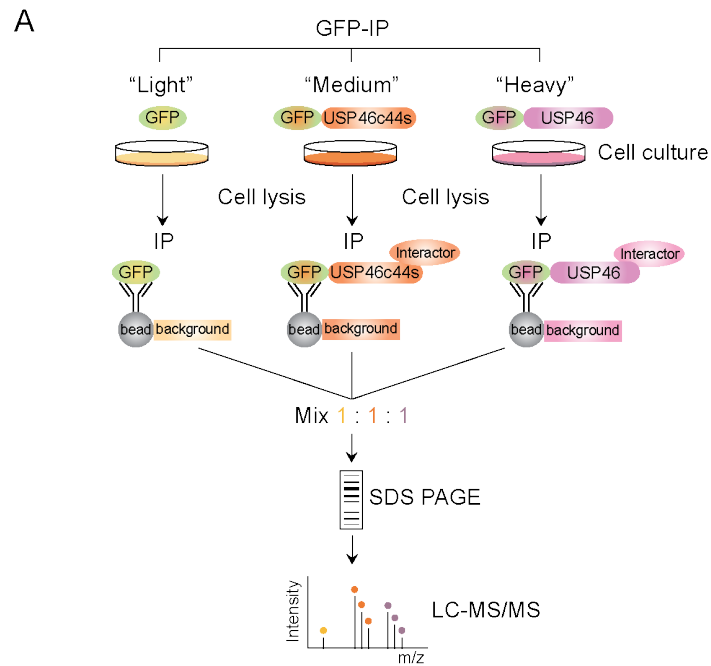 A
GFP-IP
“Light” “Medium” “Heavy”
GFP GFP USP46c44s GFP USP46
Cell culture
Cell lysis Cell lysis
IP IP IP
Interactor Interactor
GFP GFP USP46c44s GFP USP46
bead background bead background bead background
Mix 1 : 1 : 1
SDS PAGE
LC-MS/MS
Intensity
m/z